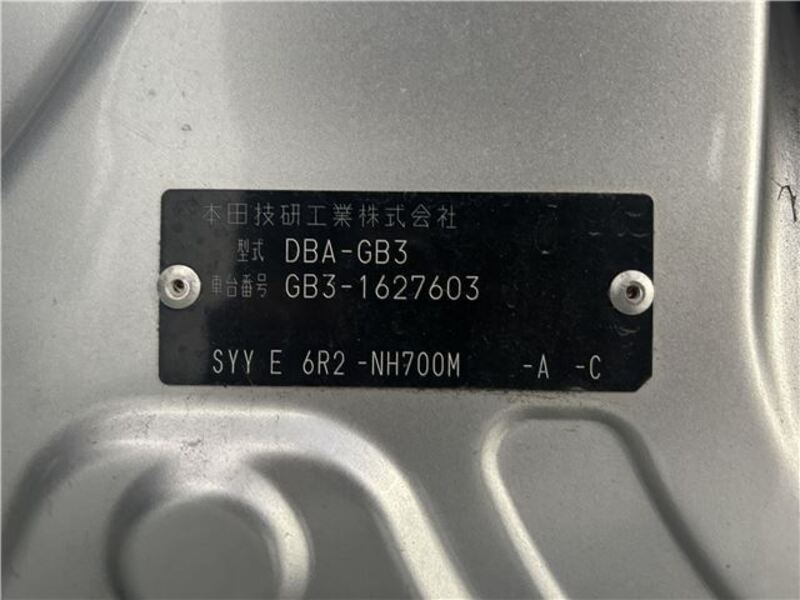 本田技研工業株式会社
型式 DBA-GB3
車台番号 GB3-1627603
SYY E 6R2 -NH700M -A -C